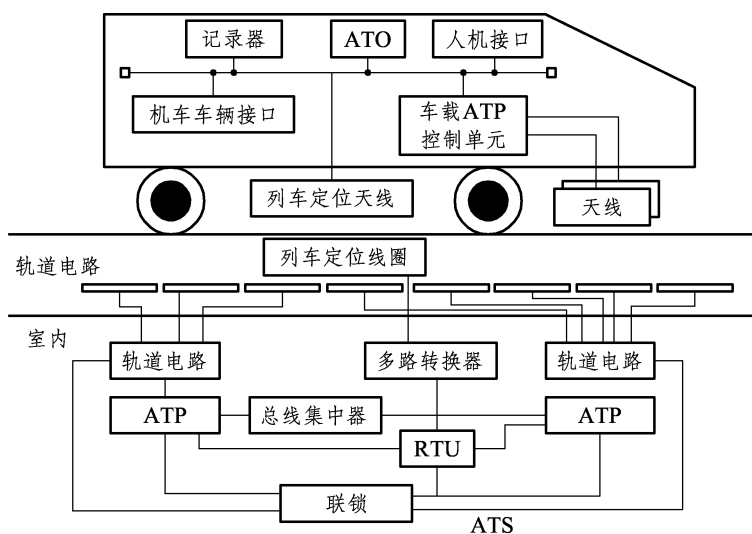 记录器
ATO
人机接口
机车车辆接口
车载ATP
控制单元
列车定位天线
天线
轨道电路
列车定位线圈
室内
轨道电路
多路转换器
轨道电路
ATP
总线集中器
ATP
RTU
联锁
ATS